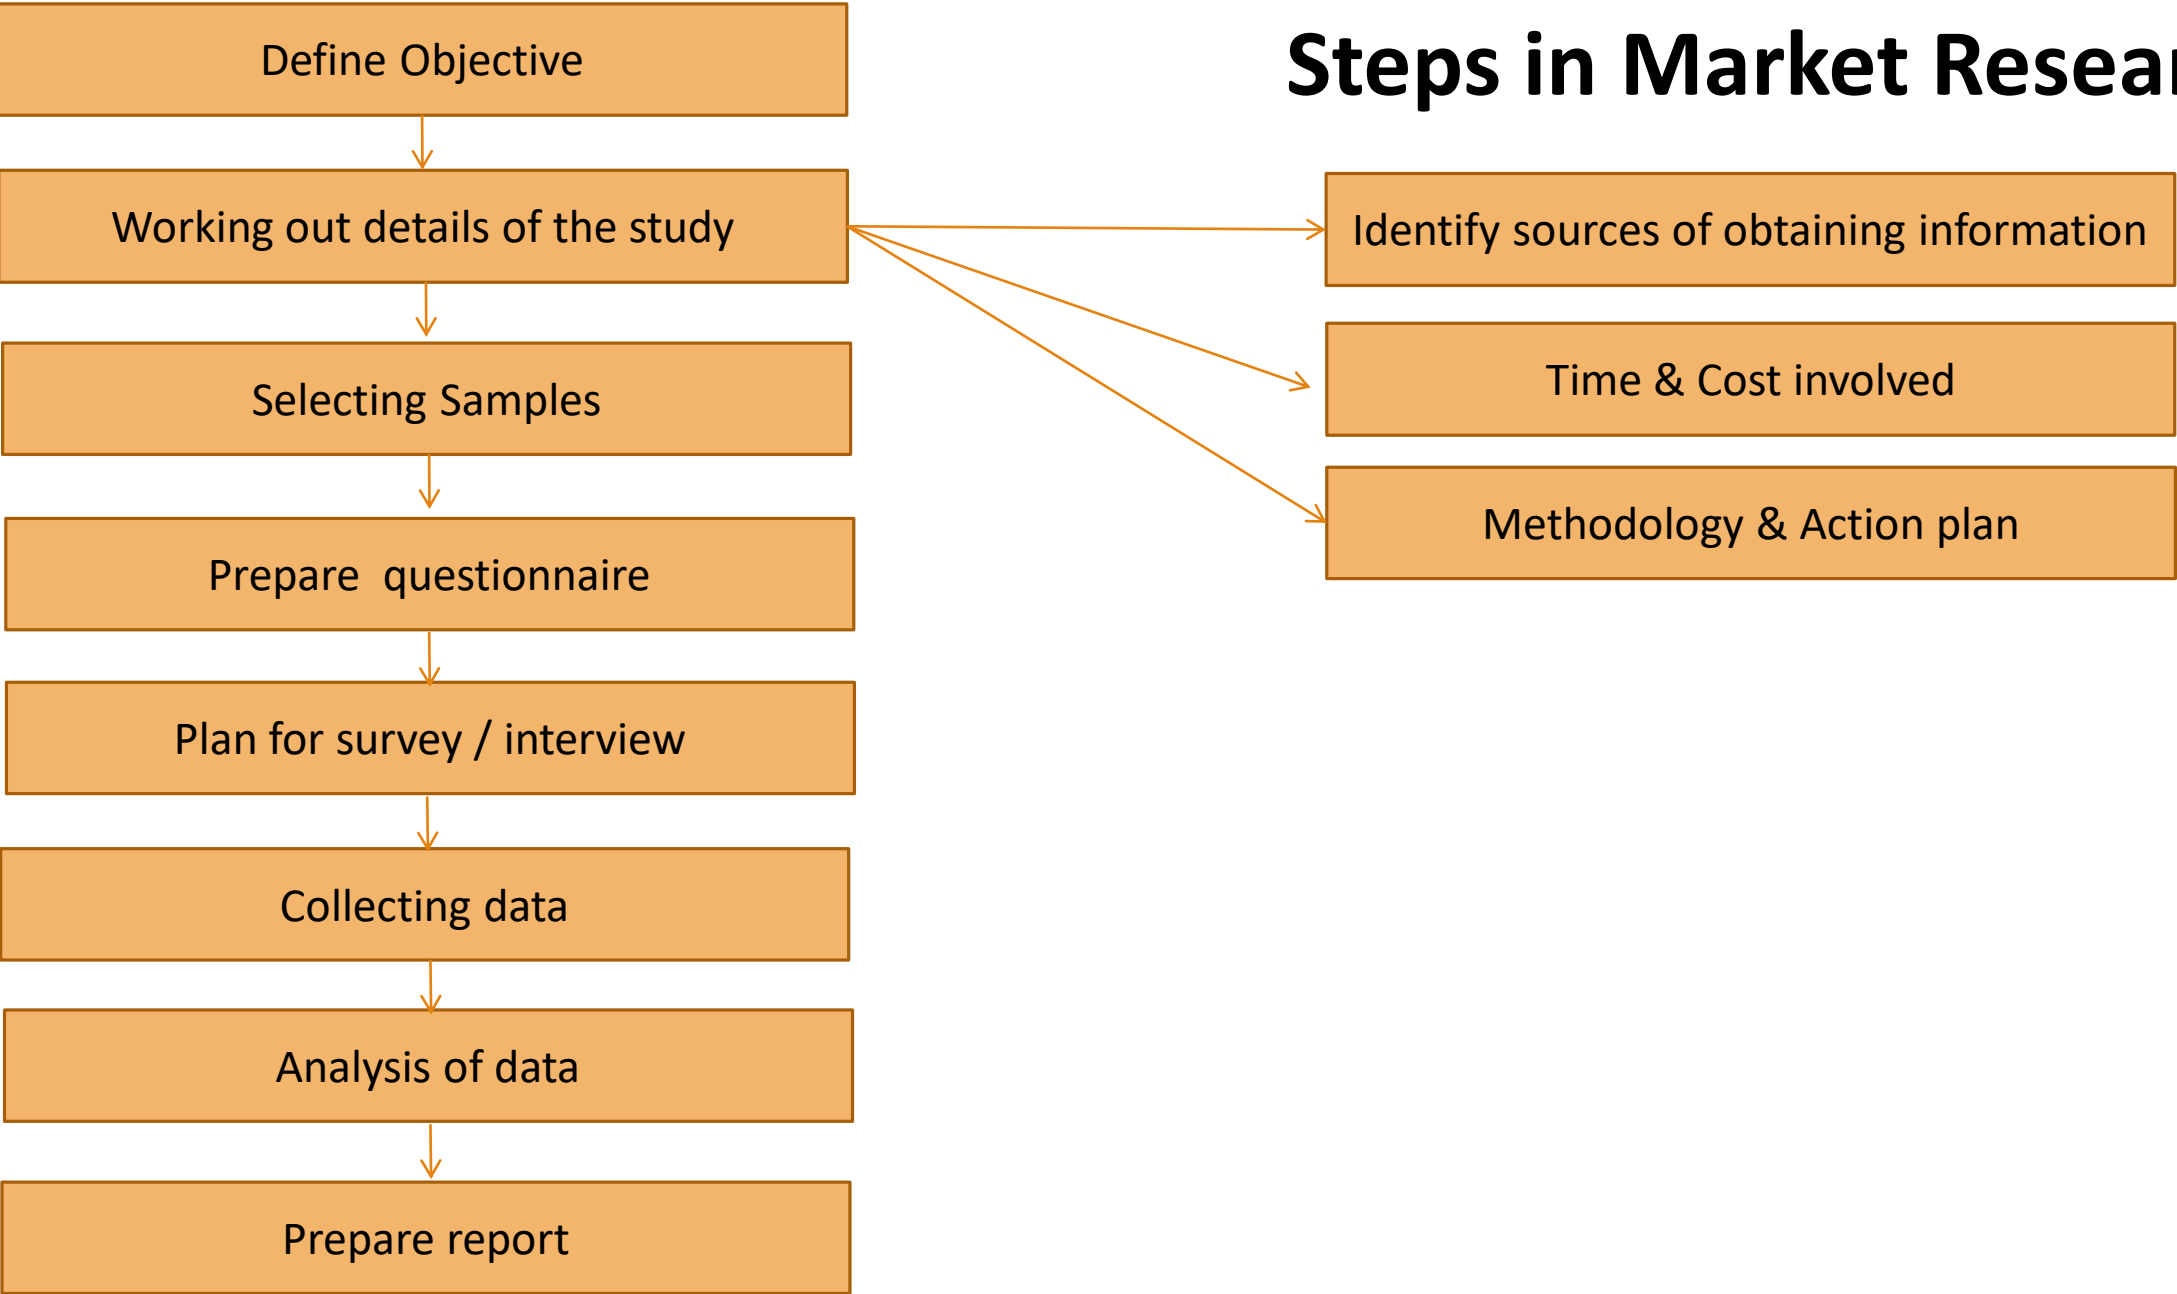 Steps in Market Resear
Define Objective
Working out details of the study
Identify sources of obtaining information
Time & Cost involved
Methodology & Action plan
Selecting Samples
Prepare  questionnaire
Plan for survey / interview
Collecting data
Analysis of data
Prepare report